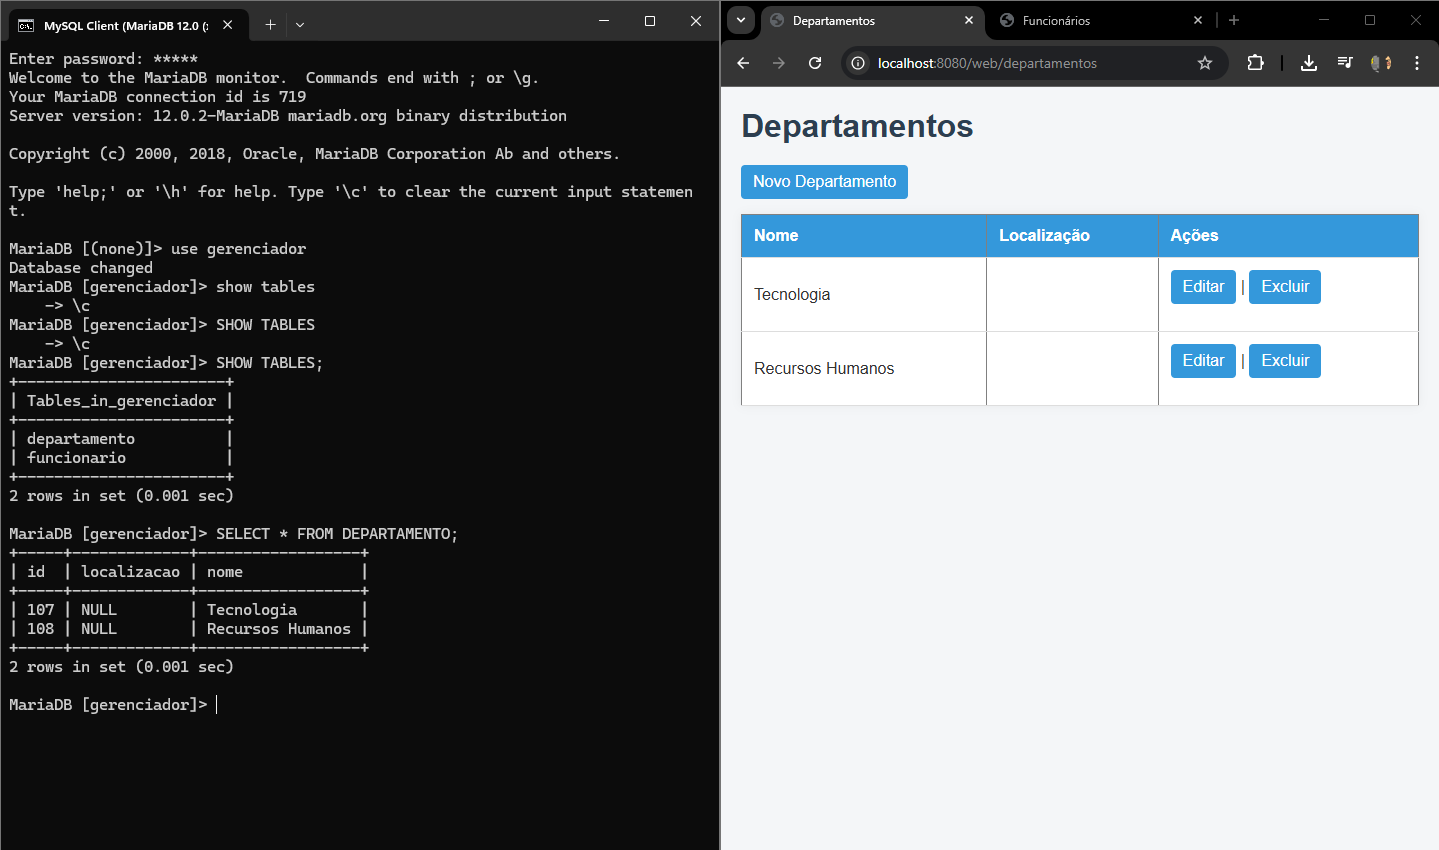 MySQL Client (MariaDB 12.0 (
Enter password: *****
Welcome to the MariaDB monitor.  Commands end with ; or \g.
Your MariaDB connection id is 719
Server version: 12.0.2-MariaDB mariadb.org binary distribution
Copyright (c) 2000, 2018, Oracle, MariaDB Corporation Ab and others.
Type 'help;' or '\h' for help. Type '\c' to clear the current input statemen
t.
MariaDB [(none)]> use gerenciador
Database changed
MariaDB [gerenciador]> show tables
    -> \c
MariaDB [gerenciador]> SHOW TABLES
    -> \c
MariaDB [gerenciador]> SHOW TABLES;
+-----------------------+
| Tables_in_gerenciador |
+-----------------------+
| departamento          |
| funcionario           |
+-----------------------+
2 rows in set (0.001 sec)
MariaDB [gerenciador]> SELECT * FROM DEPARTAMENTO;
+-----+-------------+------------------+
| id  | localizacao | nome             |
+-----+-------------+------------------+
| 107 | NULL        | Tecnologia       |
| 108 | NULL        | Recursos Humanos |
+-----+-------------+------------------+
2 rows in set (0.001 sec)
MariaDB [gerenciador]>
Departamentos
Funcionários
localhost:8080/web/departamentos
Departamentos
Novo Departamento
Nome Localização Ações
Tecnologia Editar | Excluir
Recursos Humanos Editar | Excluir